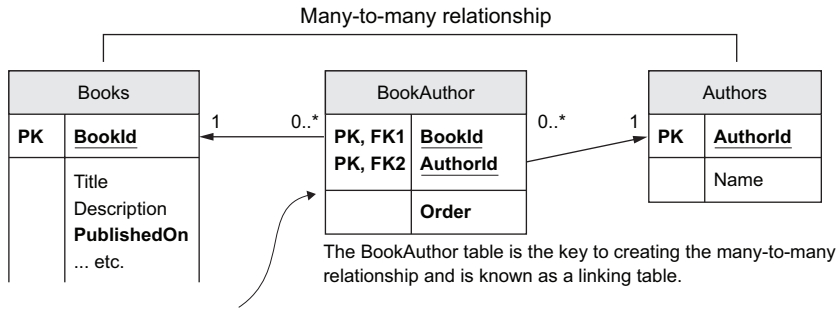 Many-to-many relationship
Books
PK BookId
Title
Description
PublishedOn
... etc.
1 0..*
BookAuthor
PK, FK1 BookId
PK, FK2 AuthorId
Order
0..* 1
Authors
PK AuthorId
Name
The BookAuthor table is the key to creating the many-to-many
relationship and is known as a linking table.